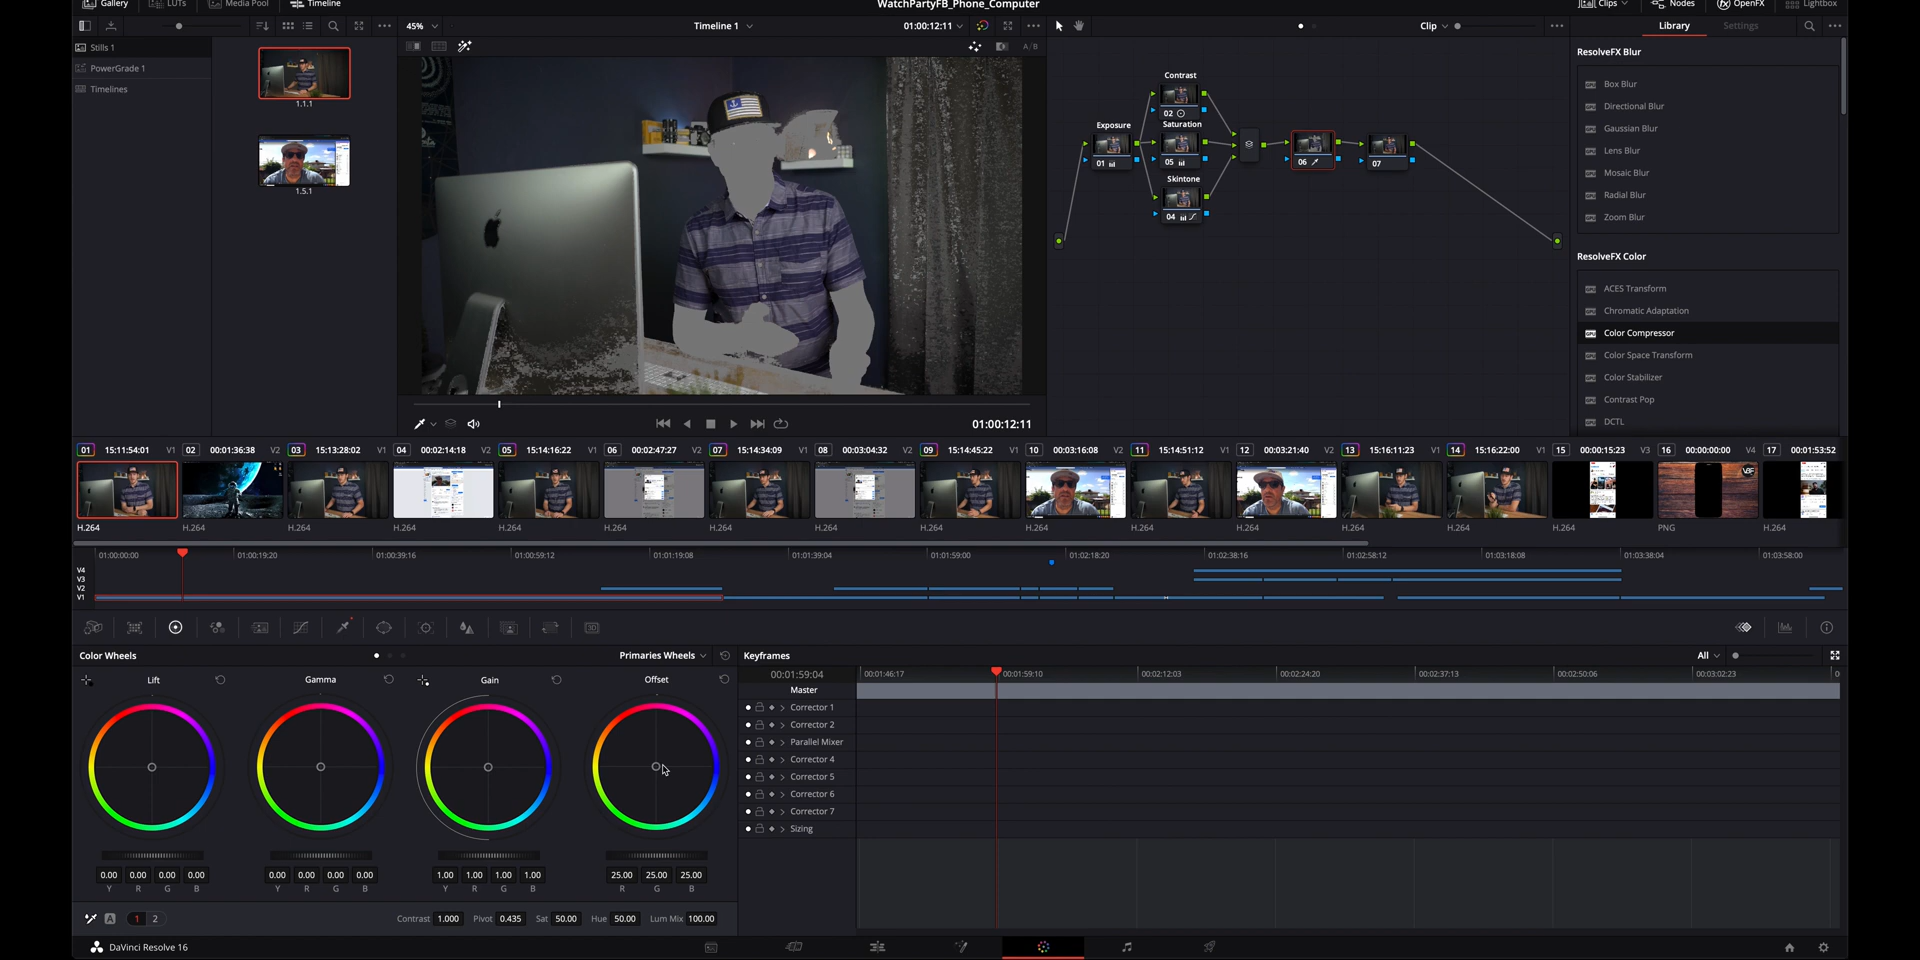 WatchPartyFB_Phone_Computer
Gallery LUTs Media Pool Timeline Clips Nodes OpenFX Lightbox
45% Timeline 1 01:00:12:11 Clip Library Settings
Stills 1
PowerGrade 1
Timelines
1.1.1
1.5.1
A/B
Contrast
02
Exposure
01
Saturation
05
Skintone
04
06
07
ResolveFX Blur
Box Blur
Directional Blur
Gaussian Blur
Lens Blur
Mosaic Blur
Radial Blur
Zoom Blur
ResolveFX Color
ACES Transform
Chromatic Adaptation
Color Compressor
Color Space Transform
Color Stabilizer
Contrast Pop
DCTL
01:00:12:11
01 15:11:54:01 V1 02 00:01:36:38 V2 03 15:13:28:02 V1 04 00:02:14:18 V2 05 15:14:16:22 V1 06 00:02:47:27 V2 07 15:14:34:09 V1 08 00:03:04:32 V2 09 15:14:45:22 V1 10 00:03:16:08 V2 11 15:14:51:12 V1 12 00:03:21:40 V2 13 15:16:11:23 V1 14 15:16:22:00 V1 15 00:00:15:23 V3 16 00:00:00:00 V4 17 00:01:53:52
H.264 H.264 H.264 H.264 H.264 H.264 H.264 H.264 H.264 H.264 H.264 H.264 H.264 H.264 H.264 PNG H.264
01:00:00:00 01:00:19:20 01:00:39:16 01:00:59:12 01:01:19:08 01:01:39:04 01:01:59:00 01:02:18:20 01:02:38:16 01:02:58:12 01:03:18:08 01:03:38:04 01:03:58:00
V4
V3
V2
V1
Color Wheels Primaries Wheels Keyframes All
Lift Gamma Gain Offset
00:01:59:04 00:01:46:17 00:01:59:10 00:02:12:03 00:02:24:20 00:02:37:13 00:02:50:06 00:03:02:23
Master
Corrector 1
Corrector 2
Parallel Mixer
Corrector 4
Corrector 5
Corrector 6
Corrector 7
Sizing
0.00 0.00 0.00 0.00 0.00 0.00 0.00 0.00 1.00 1.00 1.00 1.00 25.00 25.00 25.00
Y R G B Y R G B Y R G B R G B
A 1 2 Contrast 1.000 Pivot 0.435 Sat 50.00 Hue 50.00 Lum Mix 100.00
DaVinci Resolve 16